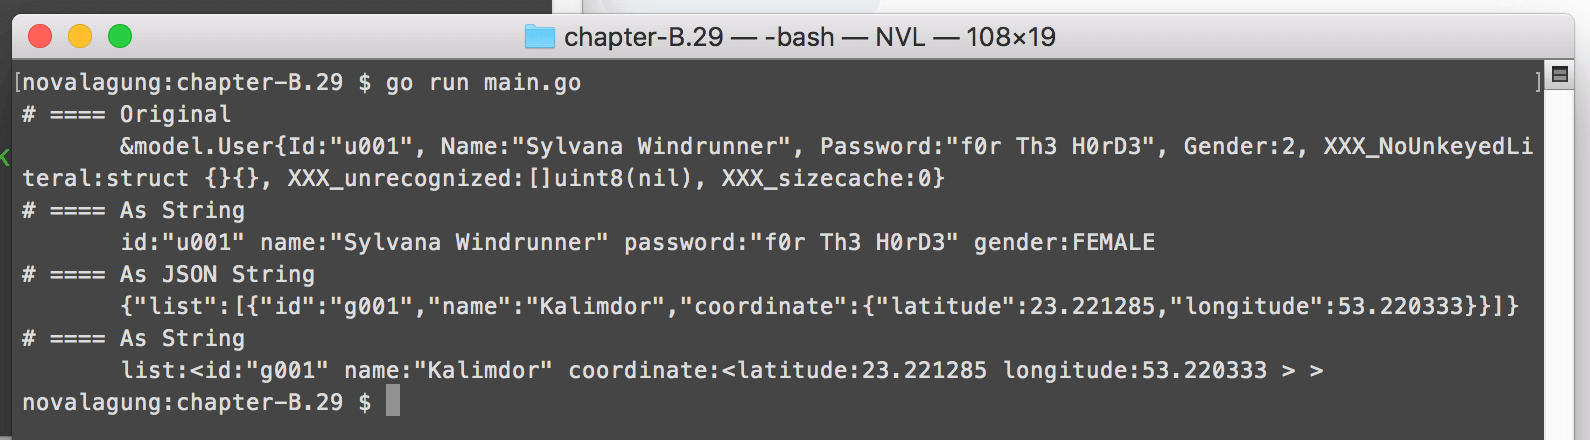 chapter-B.29 — -bash — NVL — 108×19
[novalagung:chapter-B.29 $ go run main.go ]
# ==== Original
&model.User{Id:"u001", Name:"Sylvana Windrunner", Password:"f0r Th3 H0rD3", Gender:2, XXX_NoUnkeyedLi
teral:struct {}{}, XXX_unrecognized:[]uint8(nil), XXX_sizecache:0}
# ==== As String
id:"u001" name:"Sylvana Windrunner" password:"f0r Th3 H0rD3" gender:FEMALE
# ==== As JSON String
{"list":[{"id":"g001","name":"Kalimdor","coordinate":{"latitude":23.221285,"longitude":53.220333}}]}
# ==== As String
list:<id:"g001" name:"Kalimdor" coordinate:<latitude:23.221285 longitude:53.220333 > >
novalagung:chapter-B.29 $